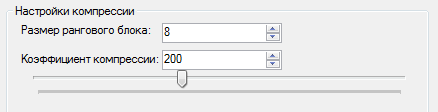 Настройки компрессии
Размер рангового блока: 8
Коэффициент компрессии: 200